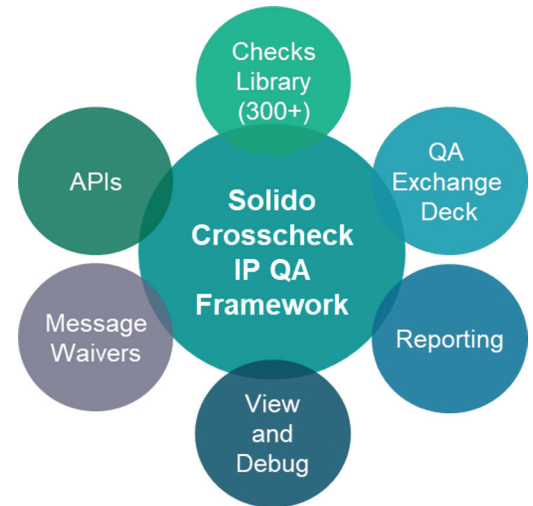 Checks
Library
(300+)
APIs
QA
Exchange
Deck
Solido
Crosscheck
IP QA
Framework
Message
Waivers
Reporting
View
and
Debug